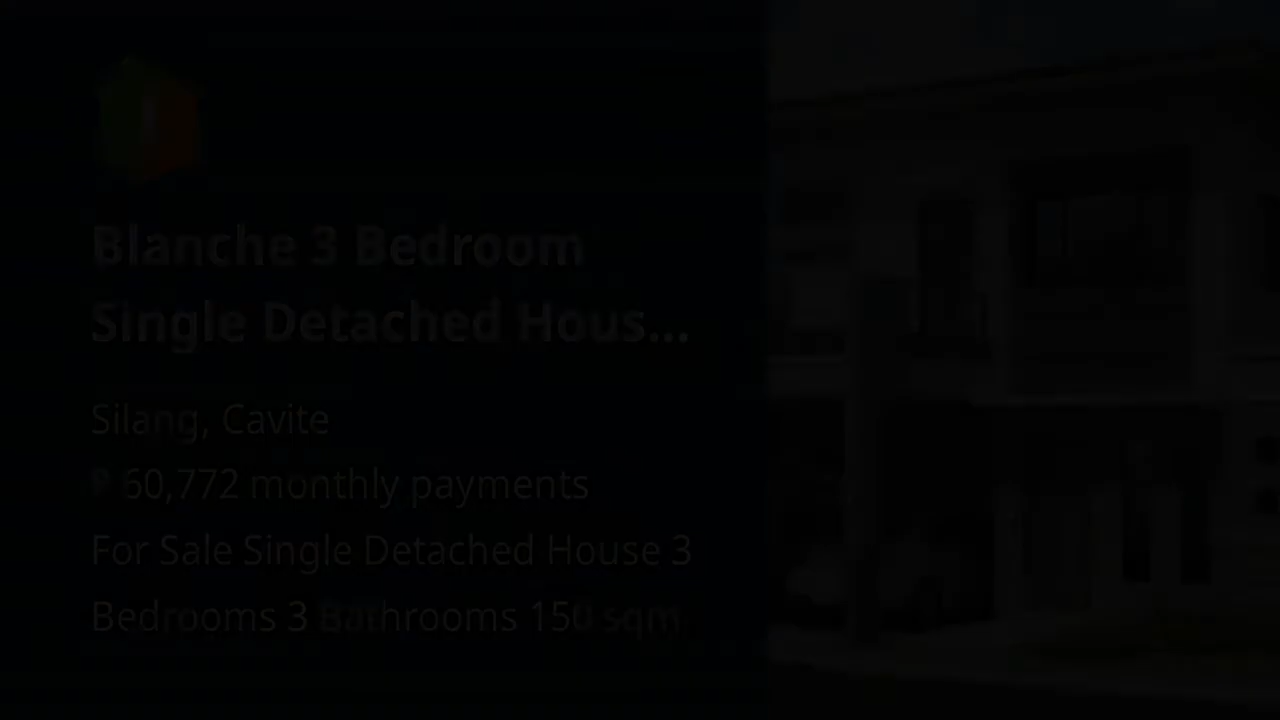 Blanche 3 Bedroom
Single Detached Hous...
Silang, Cavite
₱ 60,772 monthly payments
For Sale Single Detached House 3
Bedrooms 3 Bathrooms 150 sqm